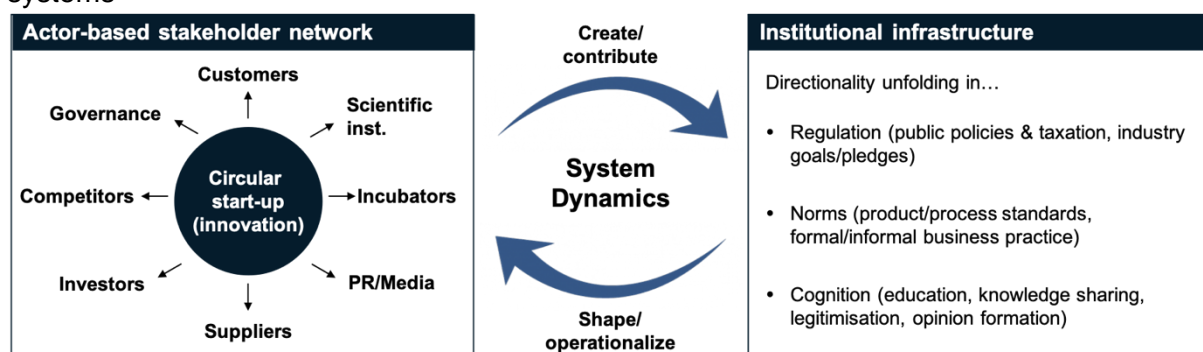 systems
Actor-based stakeholder network
Customers
Governance
Scientific
inst.
Competitors
Circular
start-up
(innovation)
Incubators
Investors
PR/Media
Suppliers
Create/
contribute
System
Dynamics
Shape/
operationalize
Institutional infrastructure
Directionality unfolding in…
• Regulation (public policies & taxation, industry
goals/pledges)
• Norms (product/process standards,
formal/informal business practice)
• Cognition (education, knowledge sharing,
legitimisation, opinion formation)